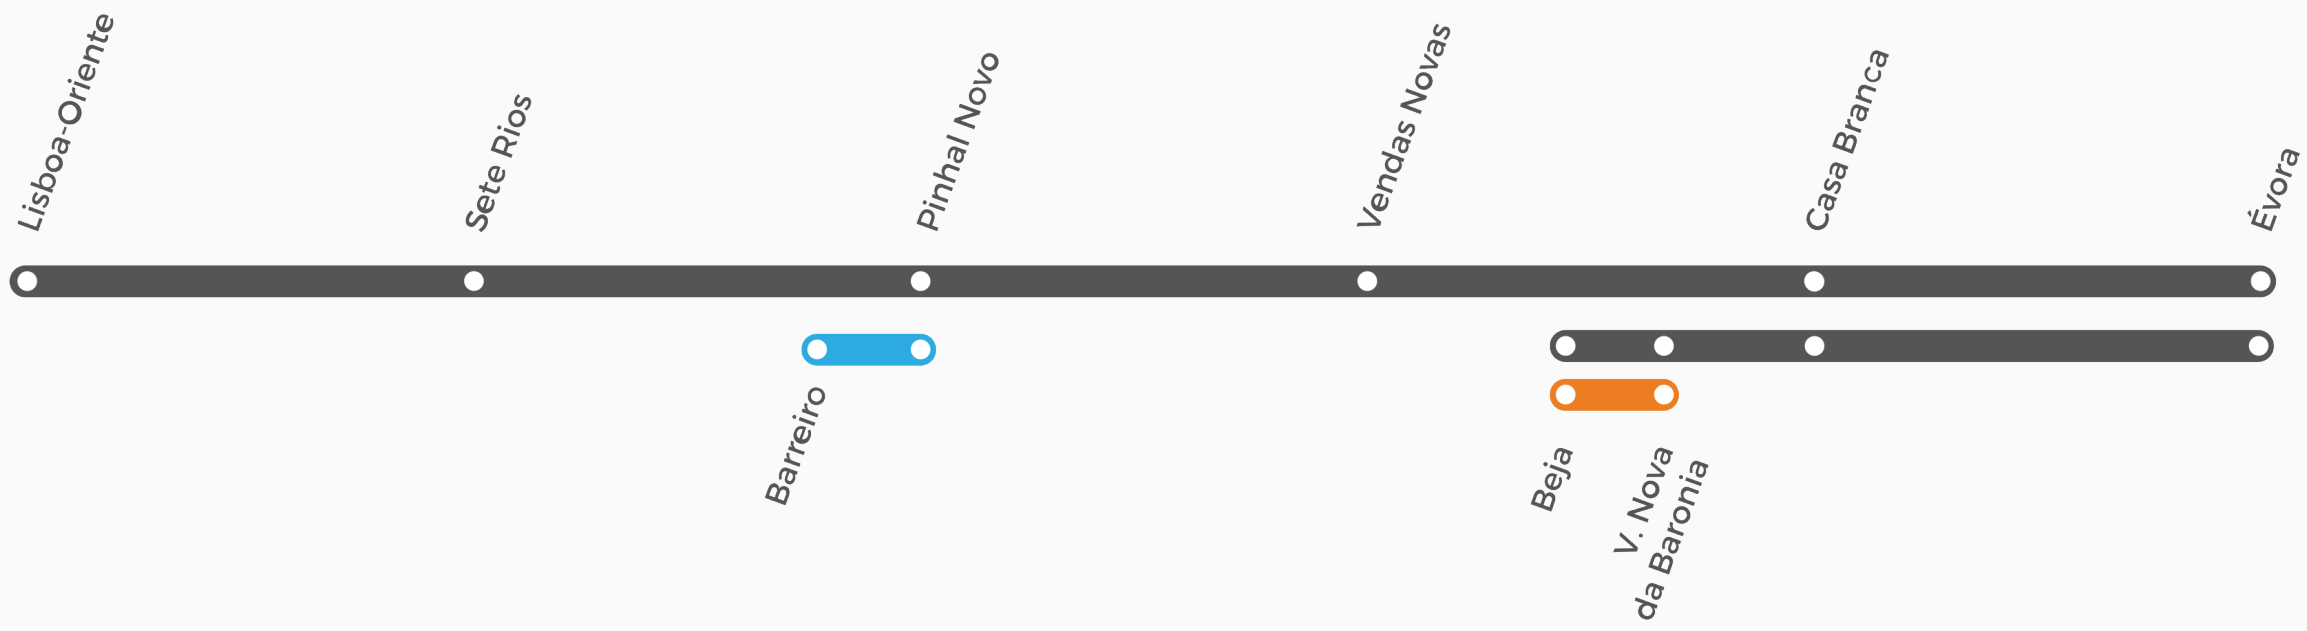 Lisboa-Oriente
Sete Rios
Pinhal Novo
Vendas Novas
Casa Branca
Évora
Barreiro
Beja
V. Nova
da Baronia